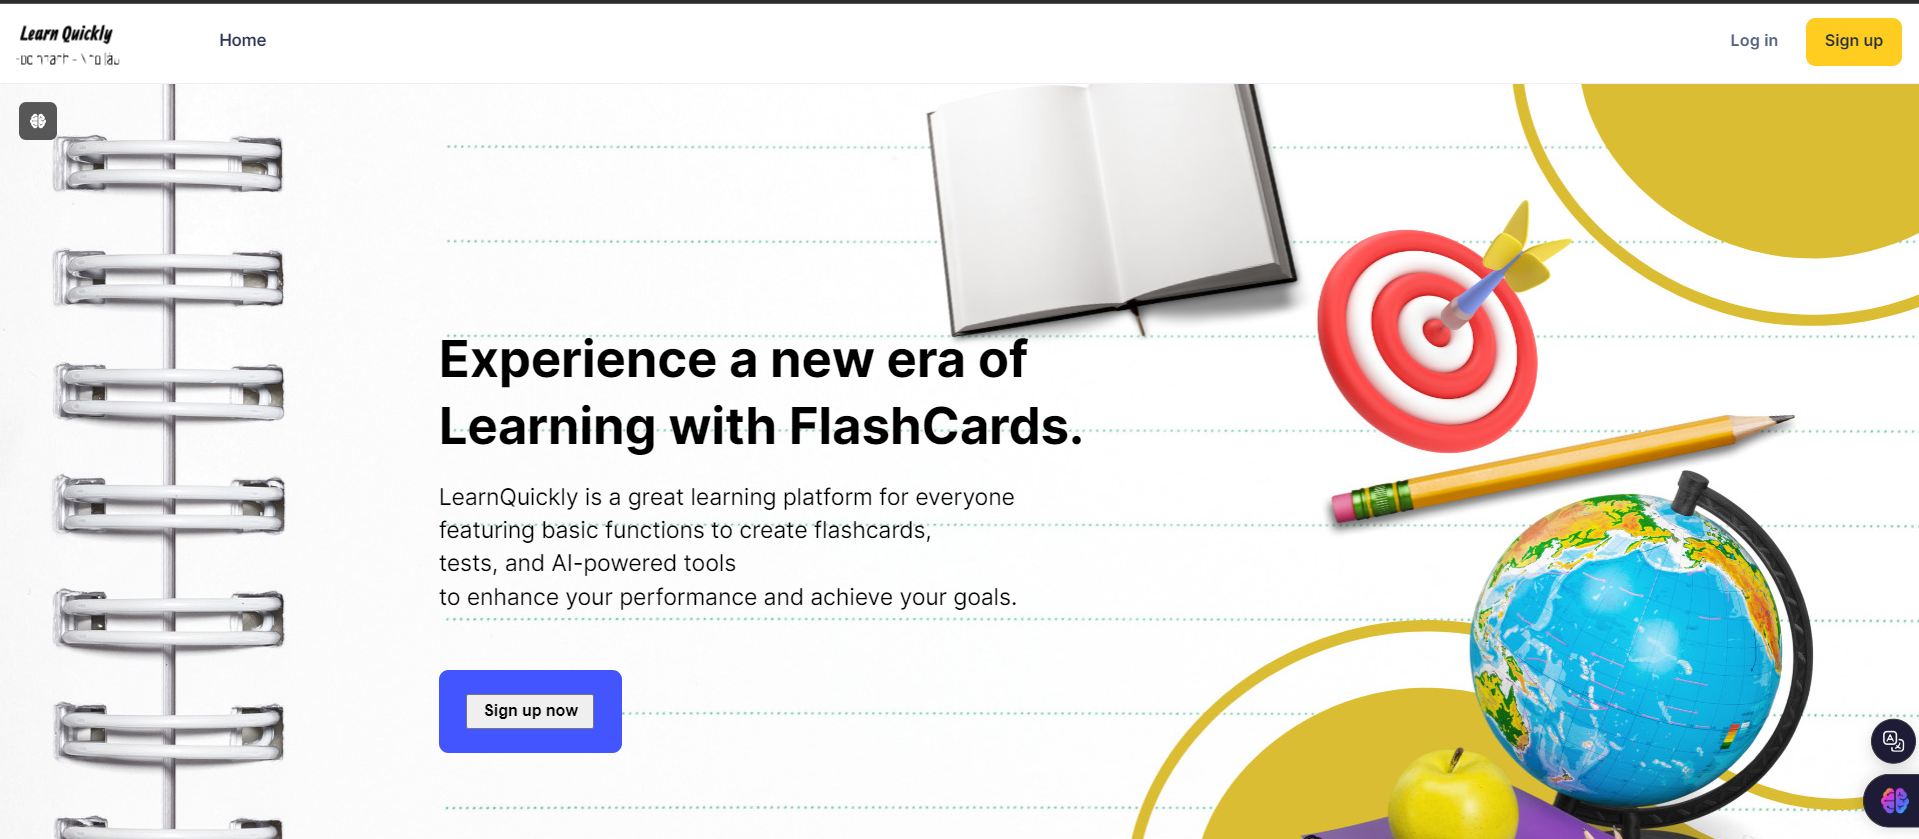 Learn Quickly
Home
Log in
Sign up
Experience a new era of
Learning with FlashCards.
LearnQuickly is a great learning platform for everyone
featuring basic functions to create flashcards,
tests, and AI-powered tools
to enhance your performance and achieve your goals.
Sign up now